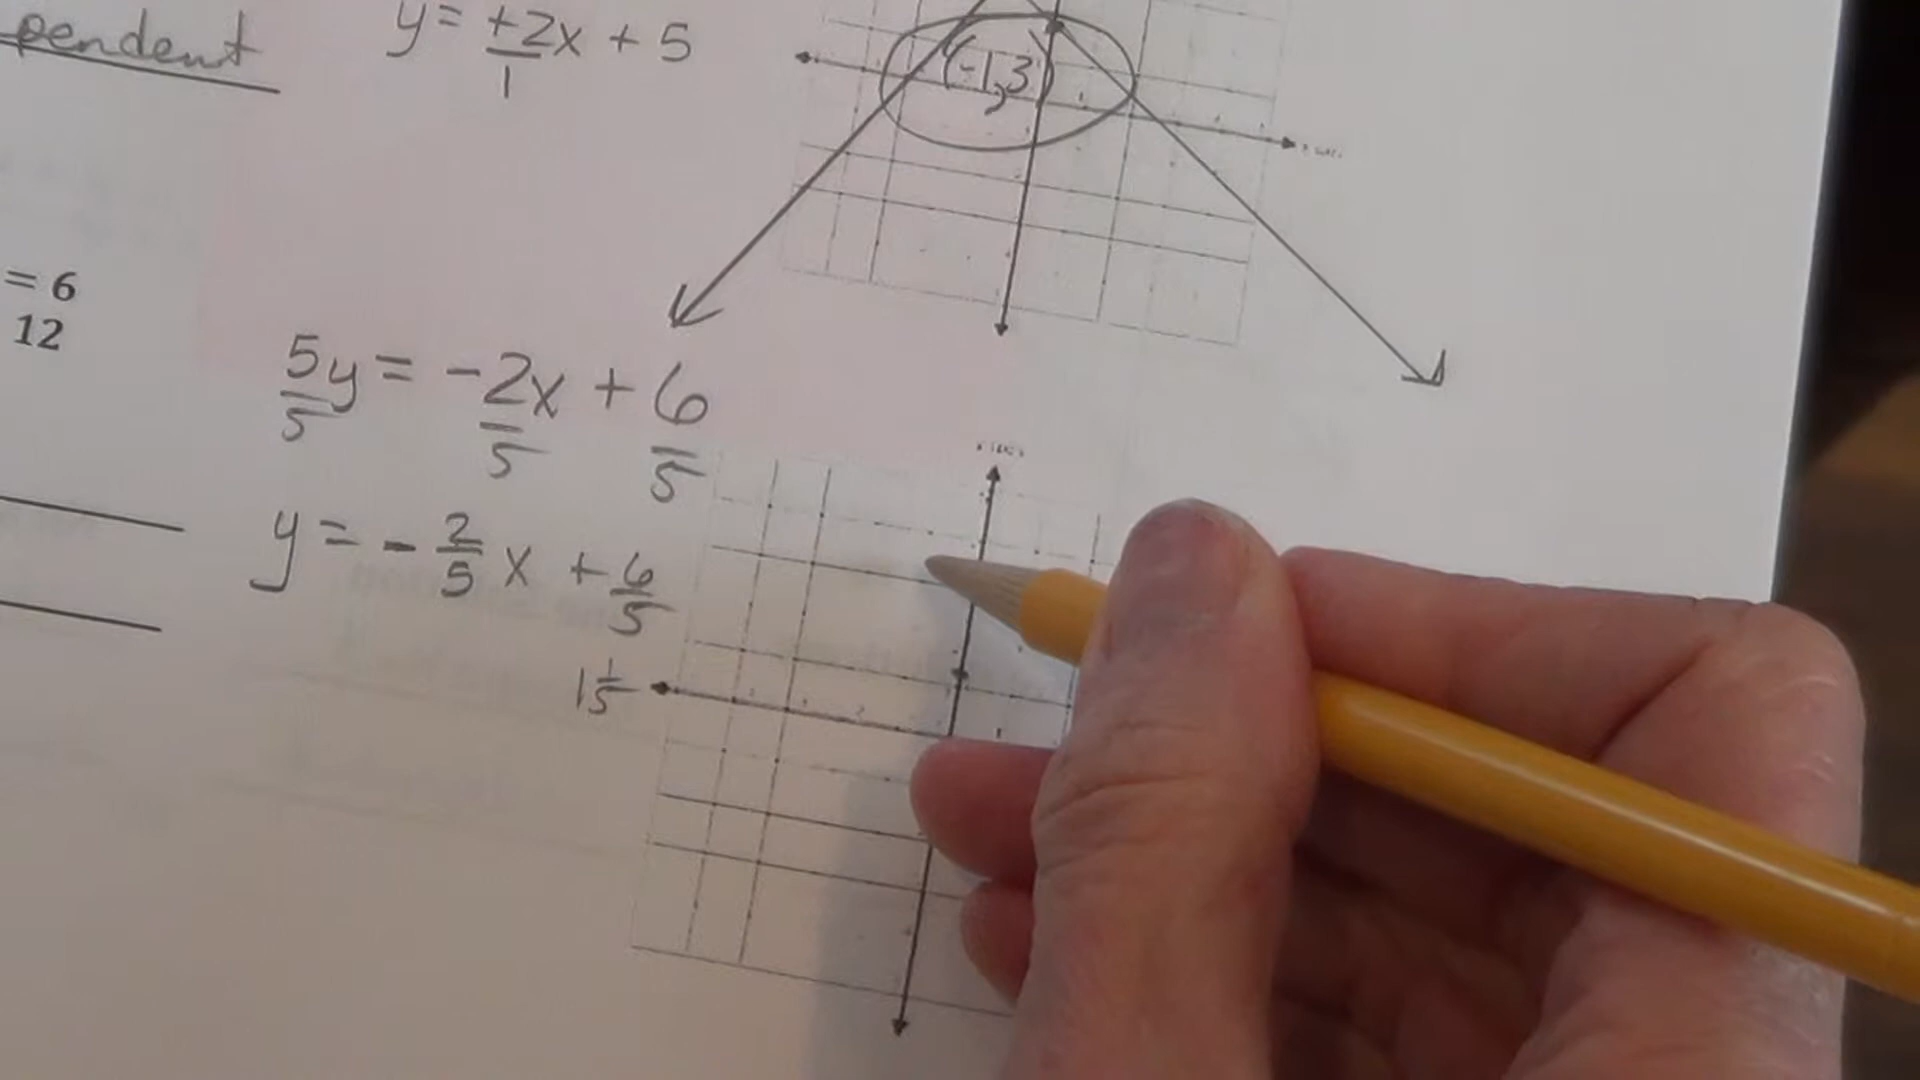 pendent
y = +2/1 x + 5
(-1,3)
= 6
12
5y/5 = -2x/5 + 6/5
y = - 2/5 x + 6/5
1 1/5